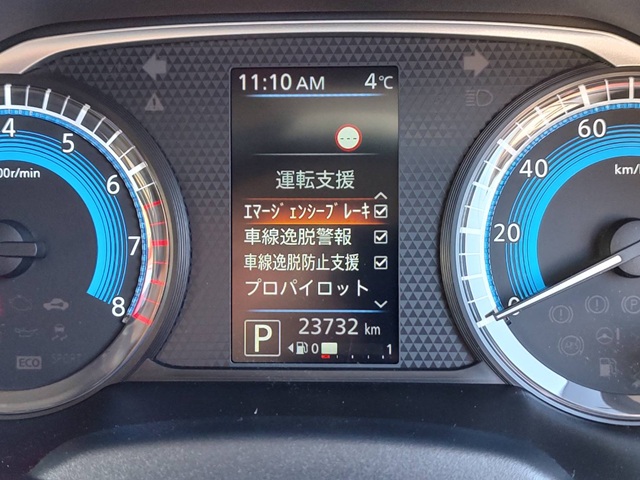 11:10 AM 4℃
運転支援
エマージェンシーブレーキ
車線逸脱警報
車線逸脱防止支援
プロパイロット
P 23732 km
0 1
4 5 6 7 8
00r/min
ECO
0 20 40 60
km/